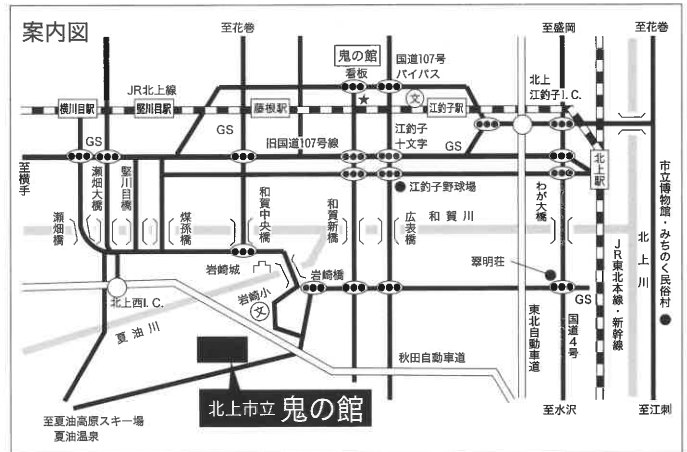 案内図
至花巻
鬼の館
看板
国道107号
バイパス
至盛岡
至花巻
北上
江釣子I.C.
JR北上線
横川目駅
堅川目駅
藤根駅
文
江釣子駅
GS
GS
旧国道107号線
江釣子
十文字
GS
北上駅
至横手
瀬畑大橋
堅川目橋
江釣子野球場
わが大橋
市立博物館・みちのく民俗村
瀬畑橋
煤孫橋
和賀中央橋
和賀新橋
広表橋
和賀川
北上川
岩崎城
岩崎橋
翠明荘
JR東北本線・新幹線
北上西I.C.
岩崎小
文
GS
夏油川
東北自動車道
国道4号
秋田自動車道
北上市立 鬼の館
至夏油高原スキー場
夏油温泉
至水沢
至江刺